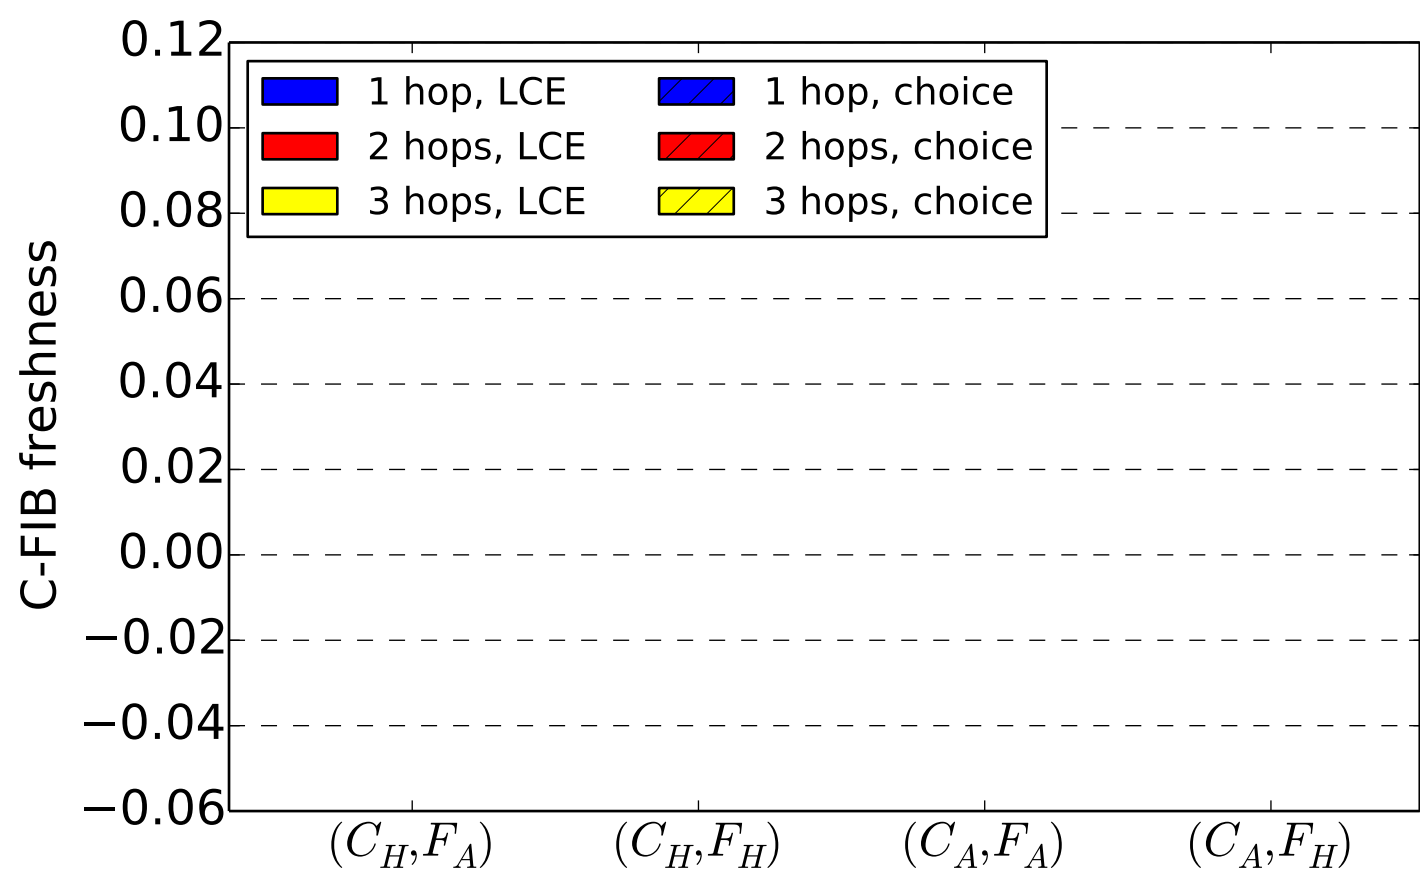 C-FIB freshness
0.12
0.10
0.08
0.06
0.04
0.02
0.00
−0.02
−0.04
−0.06
1 hop, LCE
2 hops, LCE
3 hops, LCE
1 hop, choice
2 hops, choice
3 hops, choice
(C_H,F_A)
(C_H,F_H)
(C_A,F_A)
(C_A,F_H)